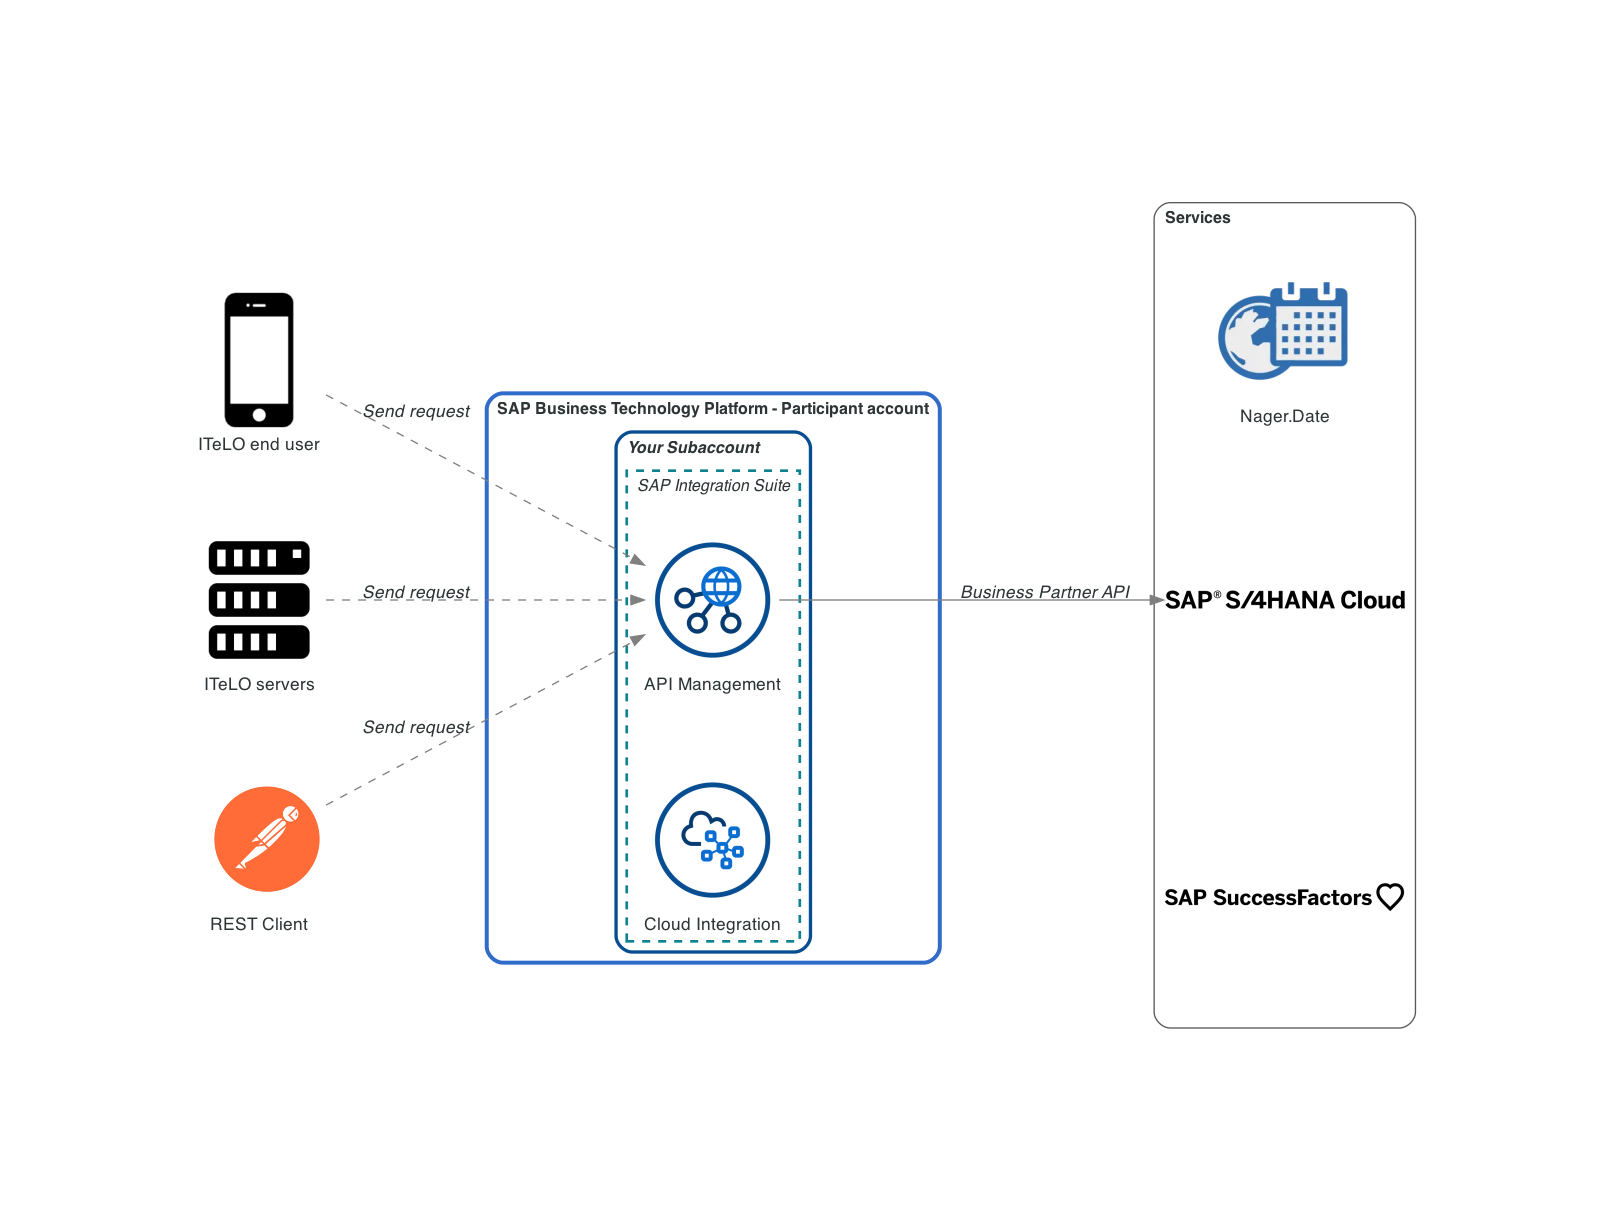 Services
Nager.Date
ITeLO end user
Send request
SAP Business Technology Platform - Participant account
Your Subaccount
SAP Integration Suite
Send request
ITeLO servers
API Management
Business Partner API
SAP® S/4HANA Cloud
Send request
REST Client
Cloud Integration
SAP SuccessFactors